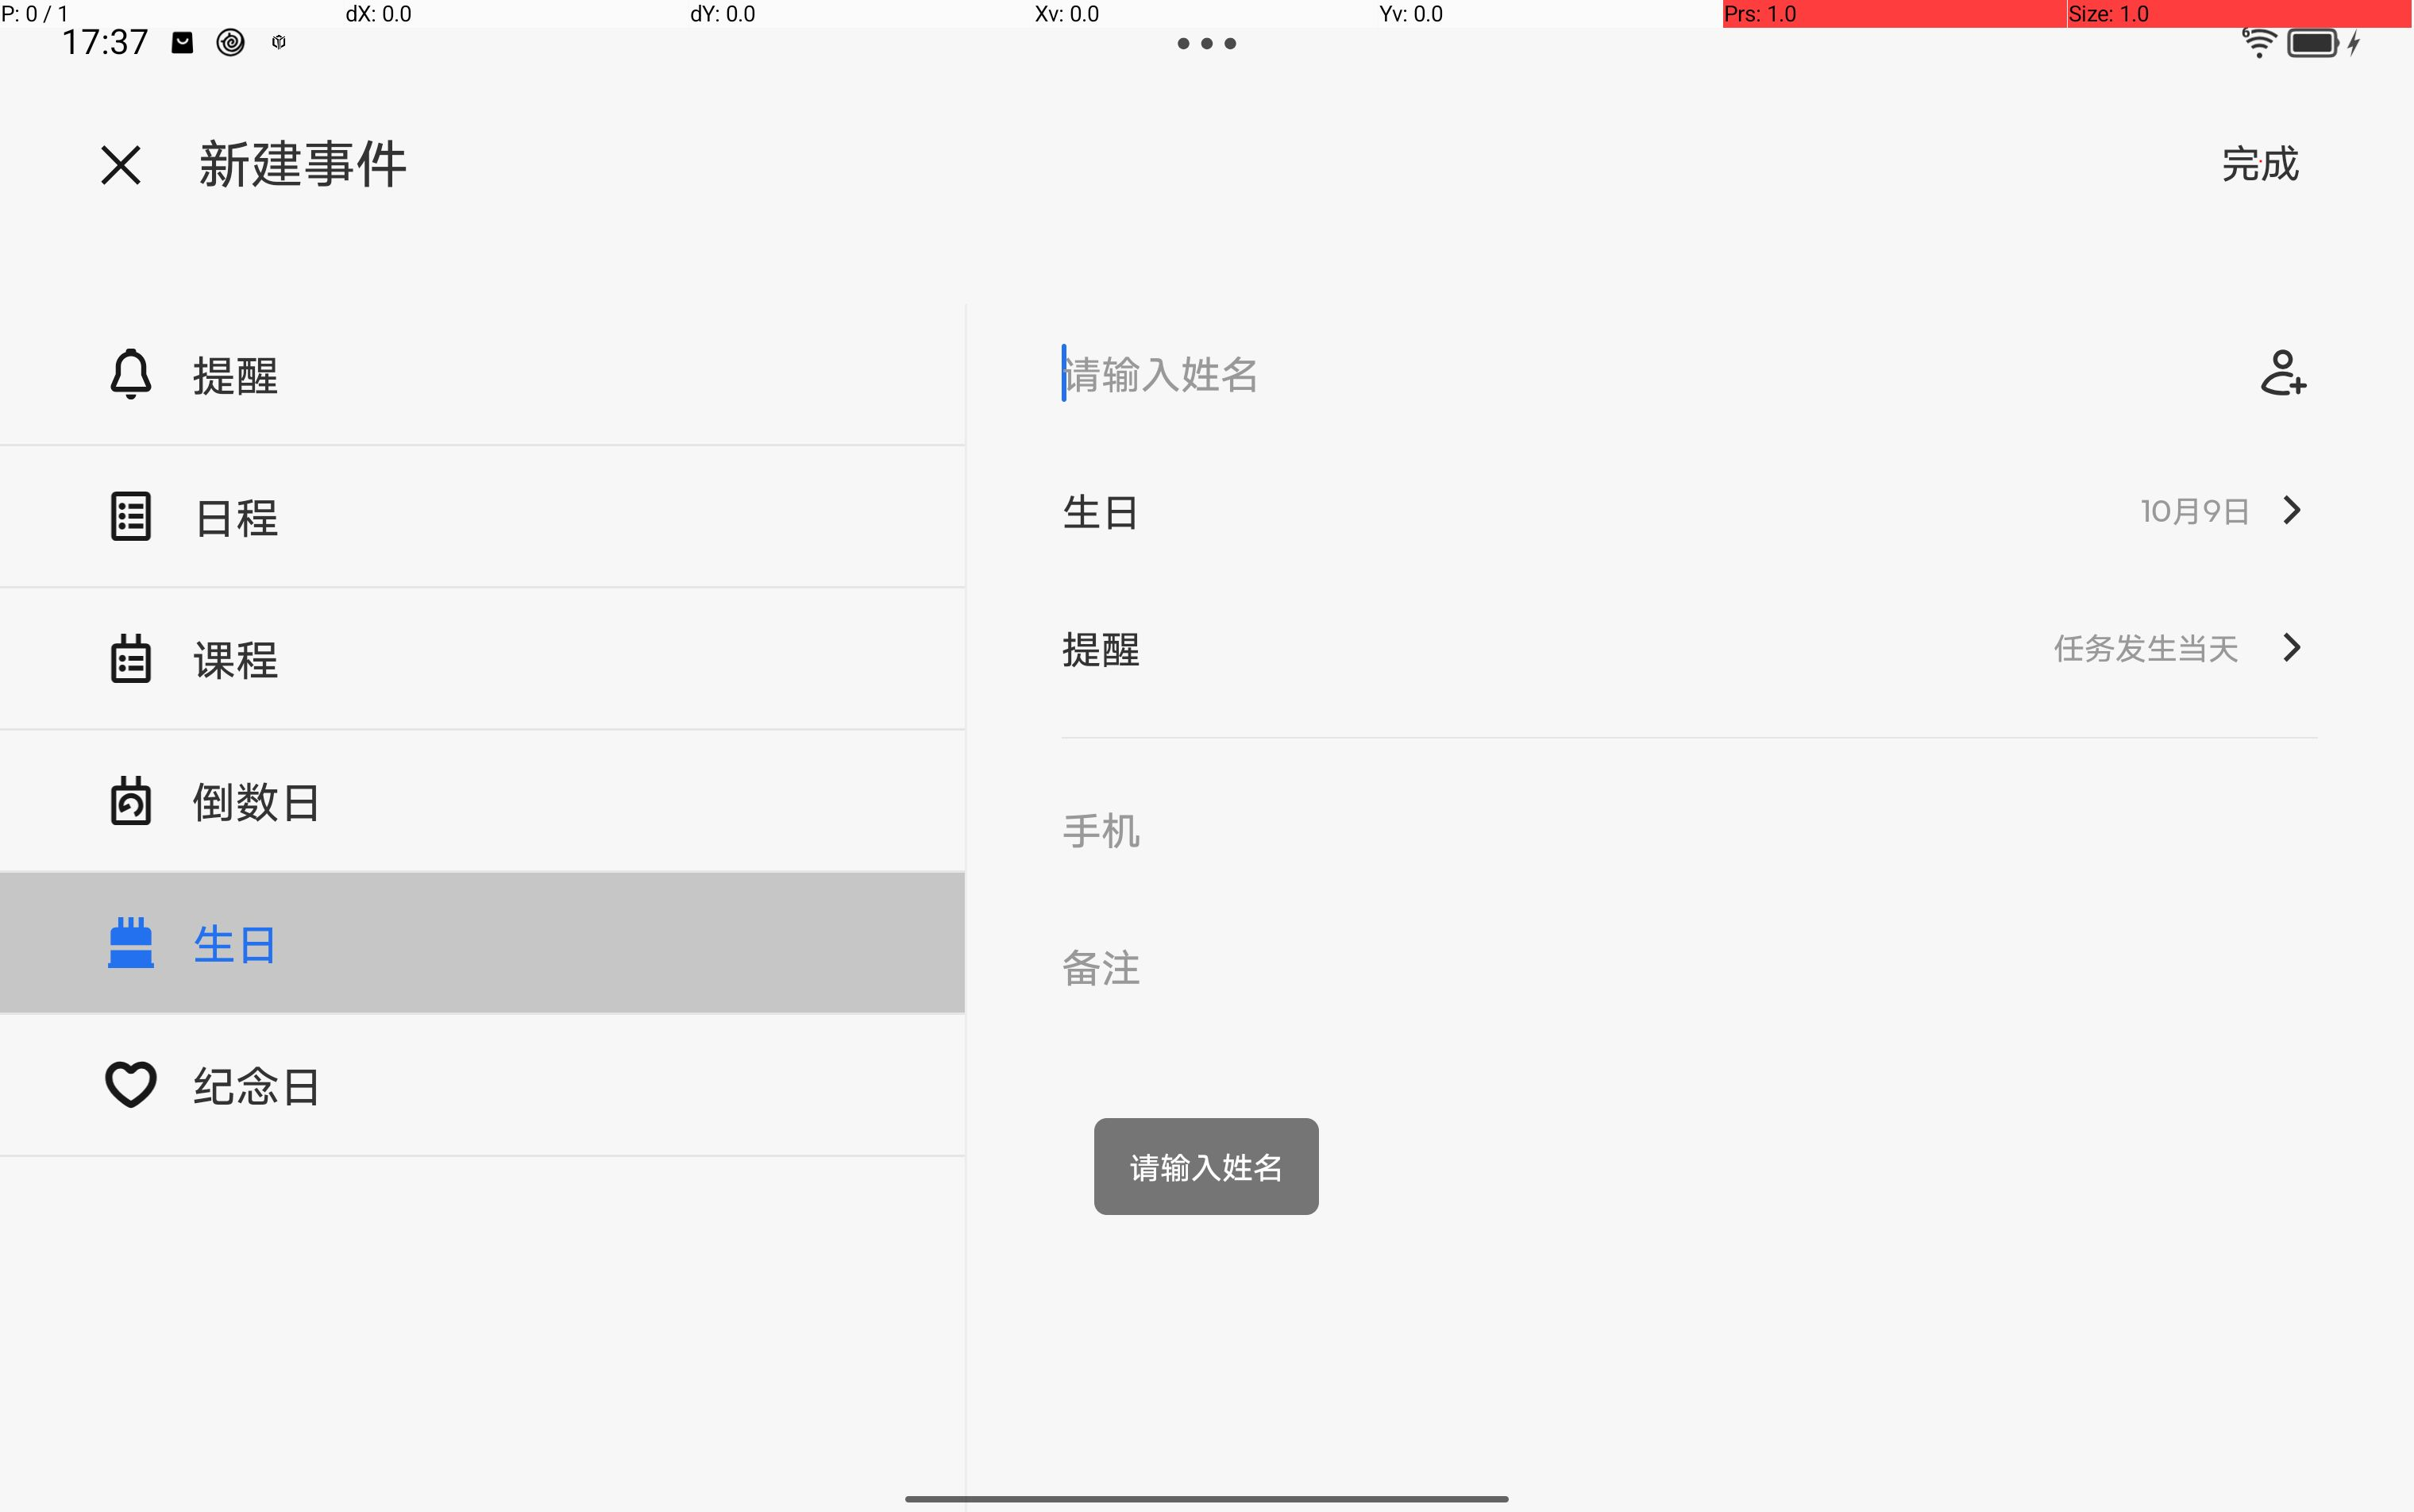 P: 0 / 1 dX: 0.0 dY: 0.0 Xv: 0.0 Yv: 0.0 Prs: 1.0 Size: 1.0
17:37
6
新建事件
完成
提醒
日程
课程
倒数日
生日
纪念日
请输入姓名
生日 10月9日
提醒 任务发生当天
手机
备注
请输入姓名